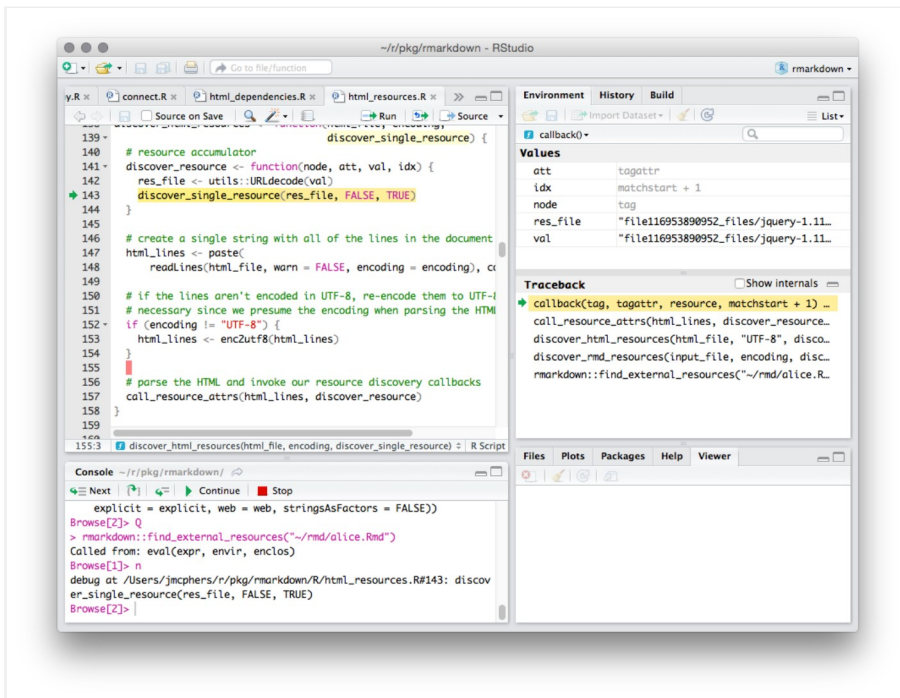 ~/r/pkg/rmarkdown - RStudio
Go to file/function
rmarkdown
y.R × connect.R × html_dependencies.R × html_resources.R ×
Source on Save Run Source
139 discover_single_resource) {
140 # resource accumulator
141 discover_resource <- function(node, att, val, idx) {
142 res_file <- utils::URLdecode(val)
143 discover_single_resource(res_file, FALSE, TRUE)
144 }
145
146 # create a single string with all of the lines in the document
147 html_lines <- paste(
148 readLines(html_file, warn = FALSE, encoding = encoding), co
149
150 # if the lines aren't encoded in UTF-8, re-encode them to UTF-8
151 # necessary since we presume the encoding when parsing the HTML
152 if (encoding != "UTF-8") {
153 html_lines <- enc2utf8(html_lines)
154 }
155
156 # parse the HTML and invoke our resource discovery callbacks
157 call_resource_attrs(html_lines, discover_resource)
158 }
159
155:3 discover_html_resources(html_file, encoding, discover_single_resource) R Script
Console ~/r/pkg/rmarkdown/
Next Continue Stop
explicit = explicit, web = web, stringsAsFactors = FALSE))
Browse[2]> Q
> rmarkdown::find_external_resources("~/rmd/alice.Rmd")
Called from: eval(expr, envir, enclos)
Browse[1]> n
debug at /Users/jmcphers/r/pkg/rmarkdown/R/html_resources.R#143: discov
er_single_resource(res_file, FALSE, TRUE)
Browse[2]>
Environment History Build
Import Dataset List
callback()
Values
att tagattr
idx matchstart + 1
node tag
res_file "file116953890952_files/jquery-1.11…
val "file116953890952_files/jquery-1.11…
Traceback Show internals
callback(tag, tagattr, resource, matchstart + 1) …
call_resource_attrs(html_lines, discover_resource…
discover_html_resources(html_file, "UTF-8", disco…
discover_rmd_resources(input_file, encoding, disc…
rmarkdown::find_external_resources("~/rmd/alice.R…
Files Plots Packages Help Viewer